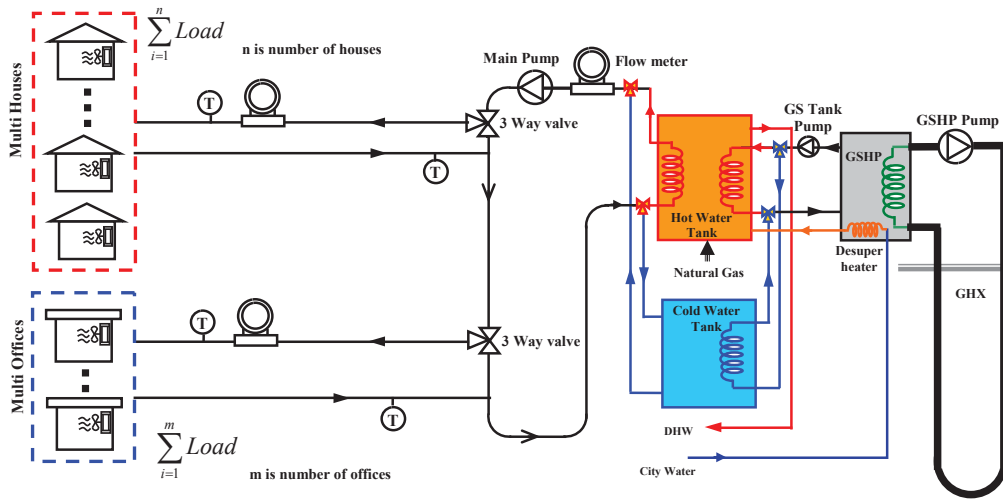 n
∑ Load
i=1
n is number of houses
Multi Houses
T
T
3 Way valve
Main Pump
Flow meter
GS Tank
Pump
GSHP Pump
GSHP
Hot Water
Tank
Natural Gas
Desuper
heater
GHX
Cold Water
Tank
Multi Offices
T
T
3 Way valve
m
∑ Load
i=1
m is number of offices
DHW
City Water